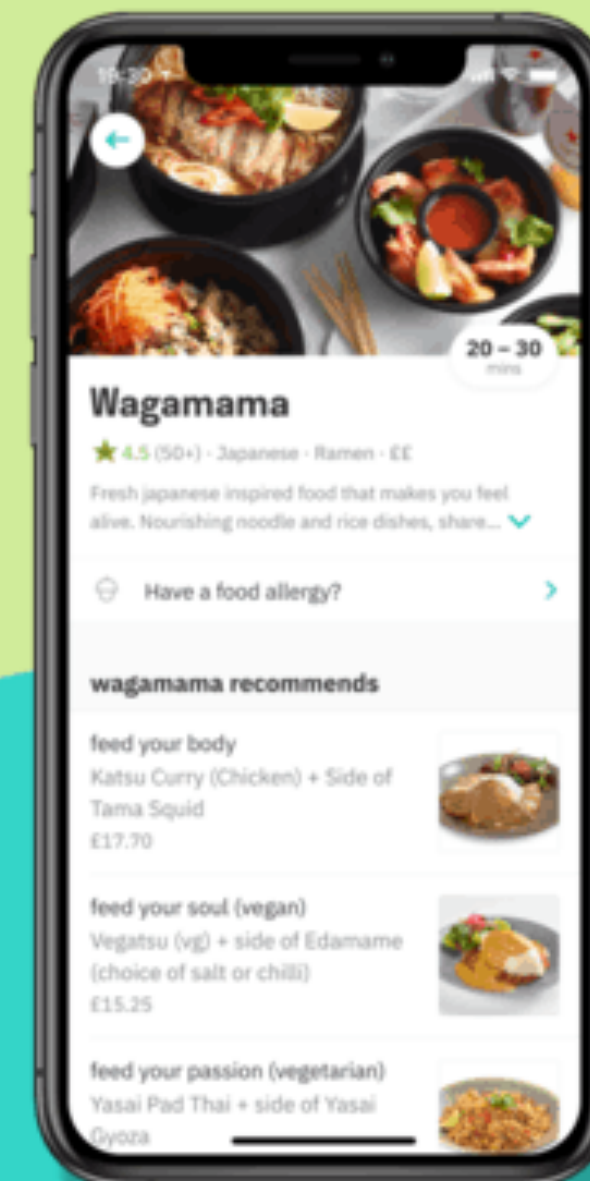 19:30
20 – 30
mins
Wagamama
4.5 (50+) · Japanese · Ramen · ££
Fresh japanese inspired food that makes you feel
alive. Nourishing noodle and rice dishes, share...
Have a food allergy?
wagamama recommends
feed your body
Katsu Curry (Chicken) + Side of
Tama Squid
£17.70
feed your soul (vegan)
Vegatsu (vg) + side of Edamame
(choice of salt or chilli)
£15.25
feed your passion (vegetarian)
Yasai Pad Thai + side of Yasai
Gyoza